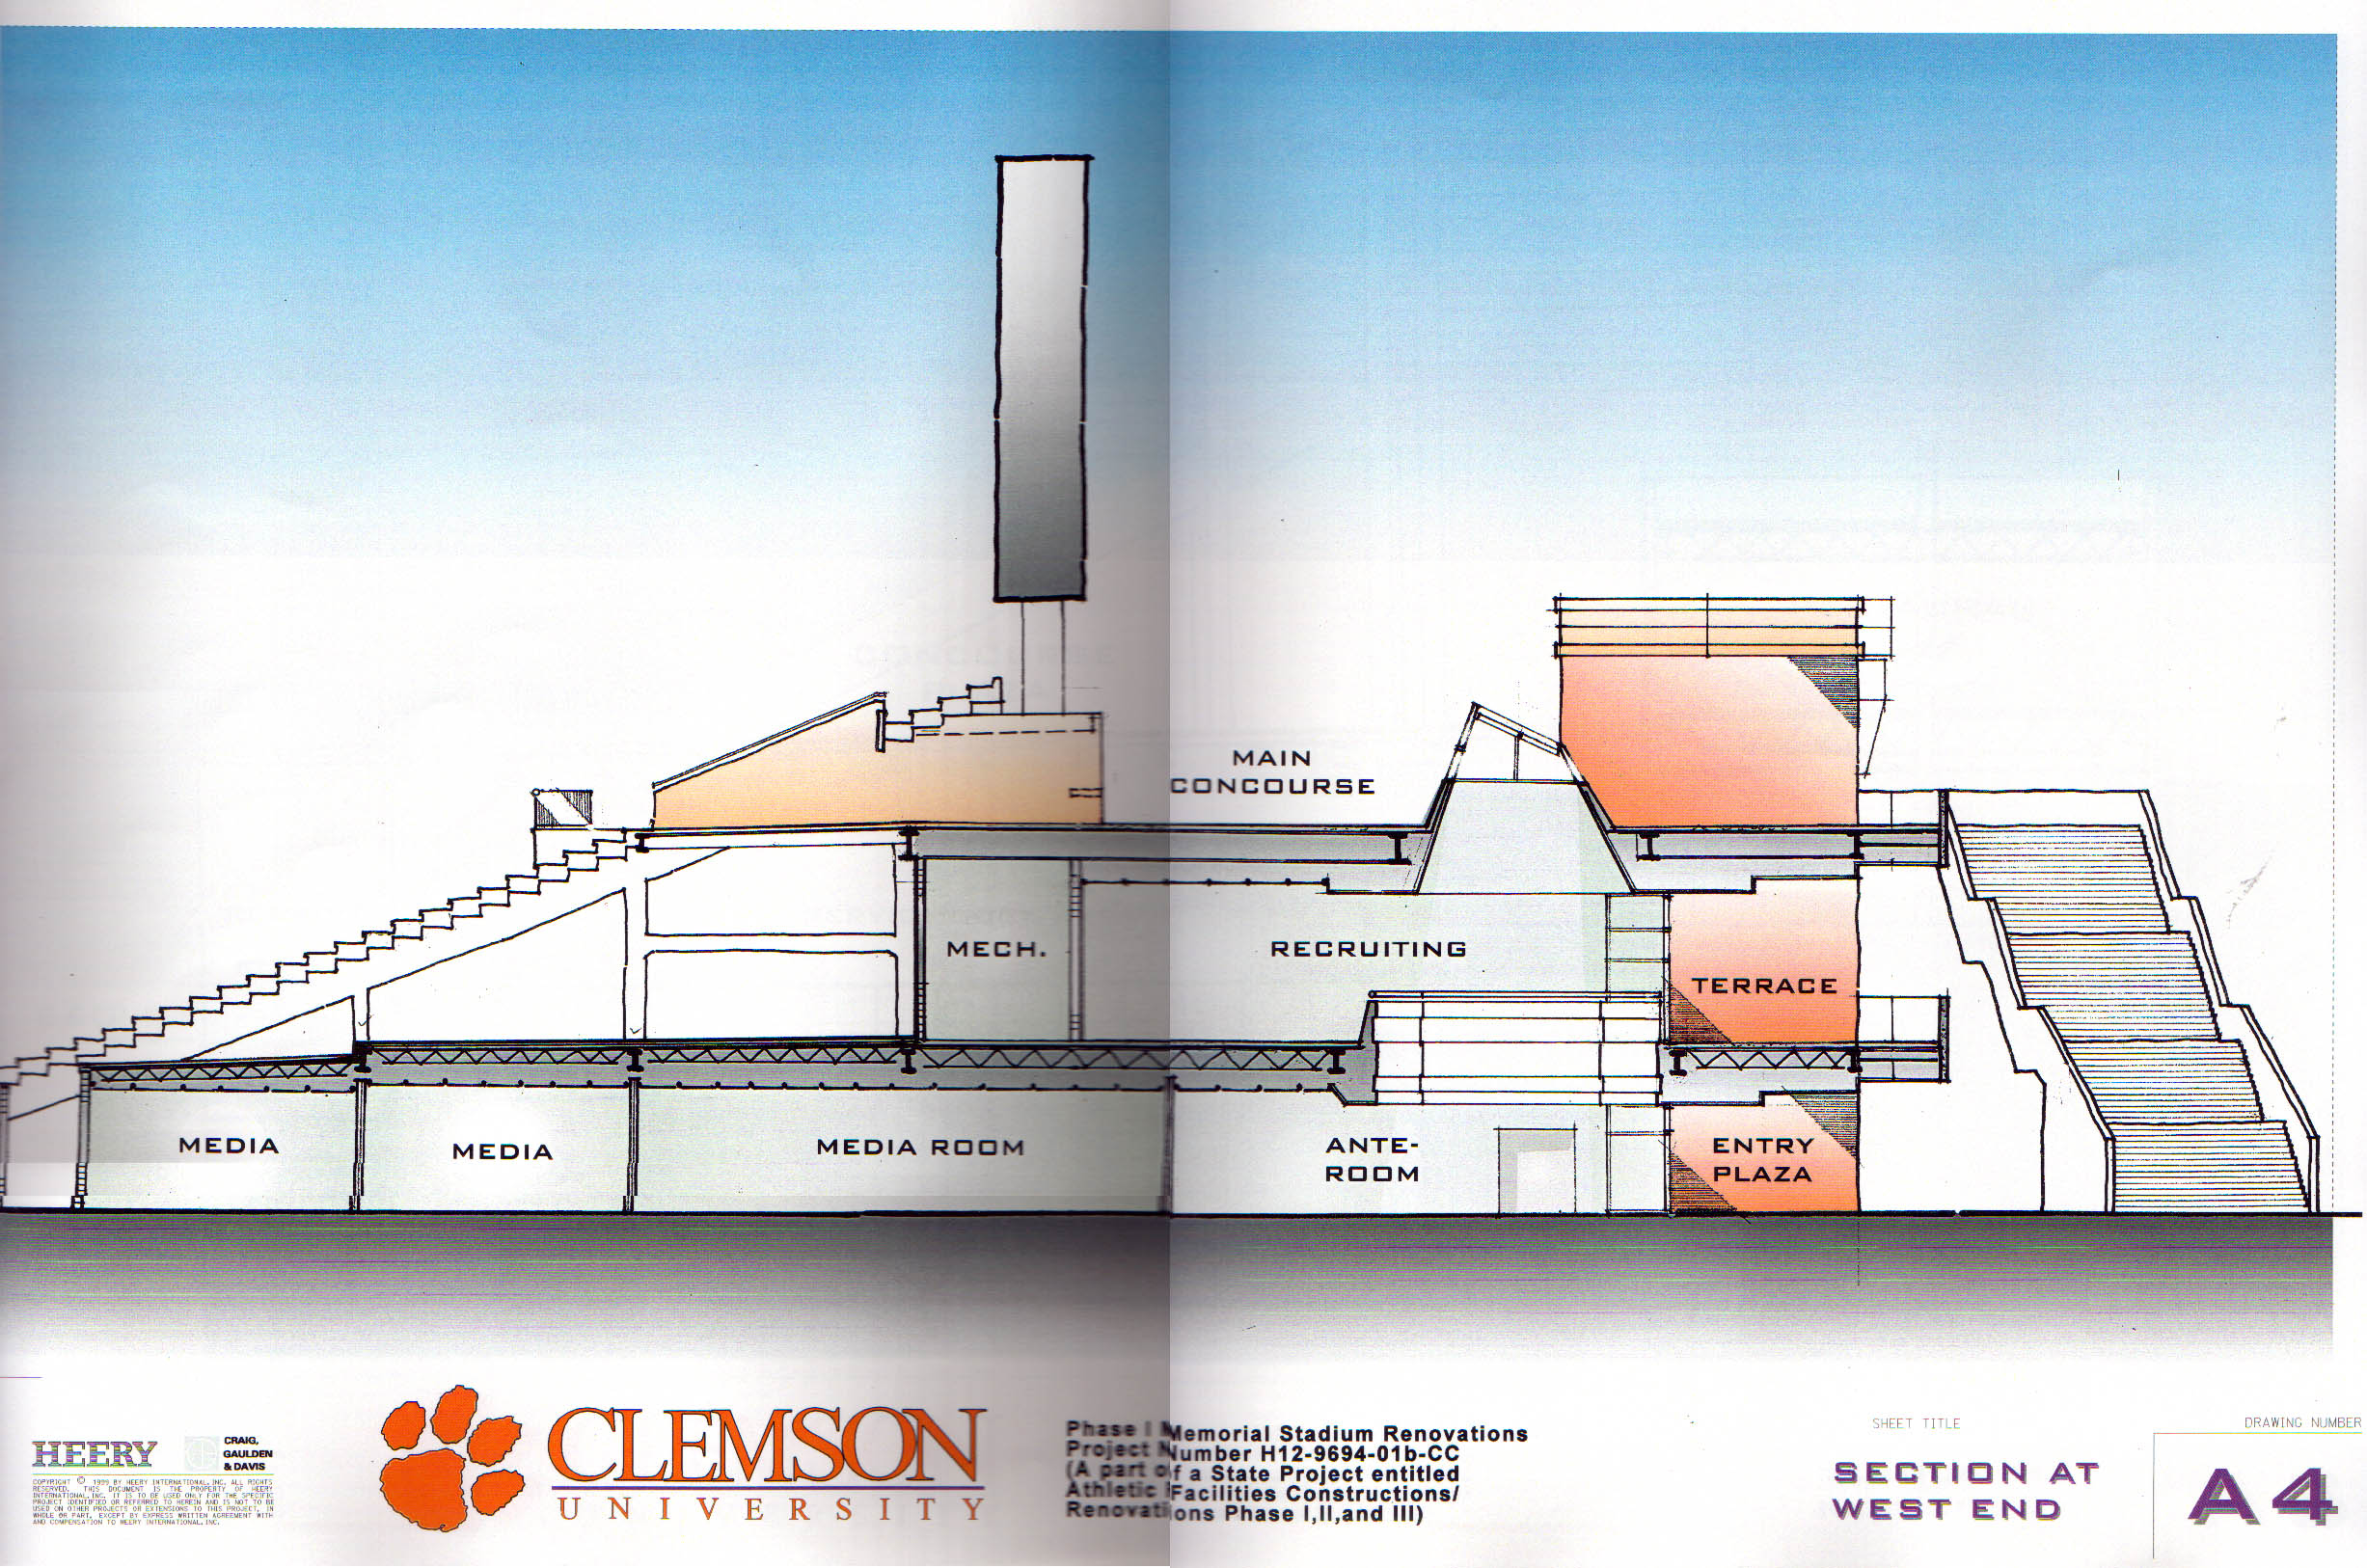 MAIN
CONCOURSE
MECH.
RECRUITING
TERRACE
MEDIA
MEDIA
MEDIA ROOM
ANTE-
ROOM
ENTRY
PLAZA
HEERY
CRAIG,
GAULDEN
& DAVIS
COPYRIGHT © 1999 BY HEERY INTERNATIONAL, INC. ALL RIGHTS
RESERVED. THIS DOCUMENT IS THE PROPERTY OF HEERY
INTERNATIONAL, INC. IT IS TO BE USED ONLY FOR THE SPECIFIC
PROJECT IDENTIFIED OR REFERRED TO HEREIN AND IS NOT TO BE
USED ON OTHER PROJECTS OR EXTENSIONS TO THIS PROJECT, IN
WHOLE OR PART, EXCEPT BY EXPRESS WRITTEN AGREEMENT WITH
AND COMPENSATION TO HEERY INTERNATIONAL, INC.
CLEMSON
UNIVERSITY
Phase I Memorial Stadium Renovations
Project Number H12-9694-01b-CC
(A part of a State Project entitled
Athletic Facilities Constructions/
Renovations Phase I,II,and III)
SHEET TITLE
SECTION AT
WEST END
DRAWING NUMBER
A4